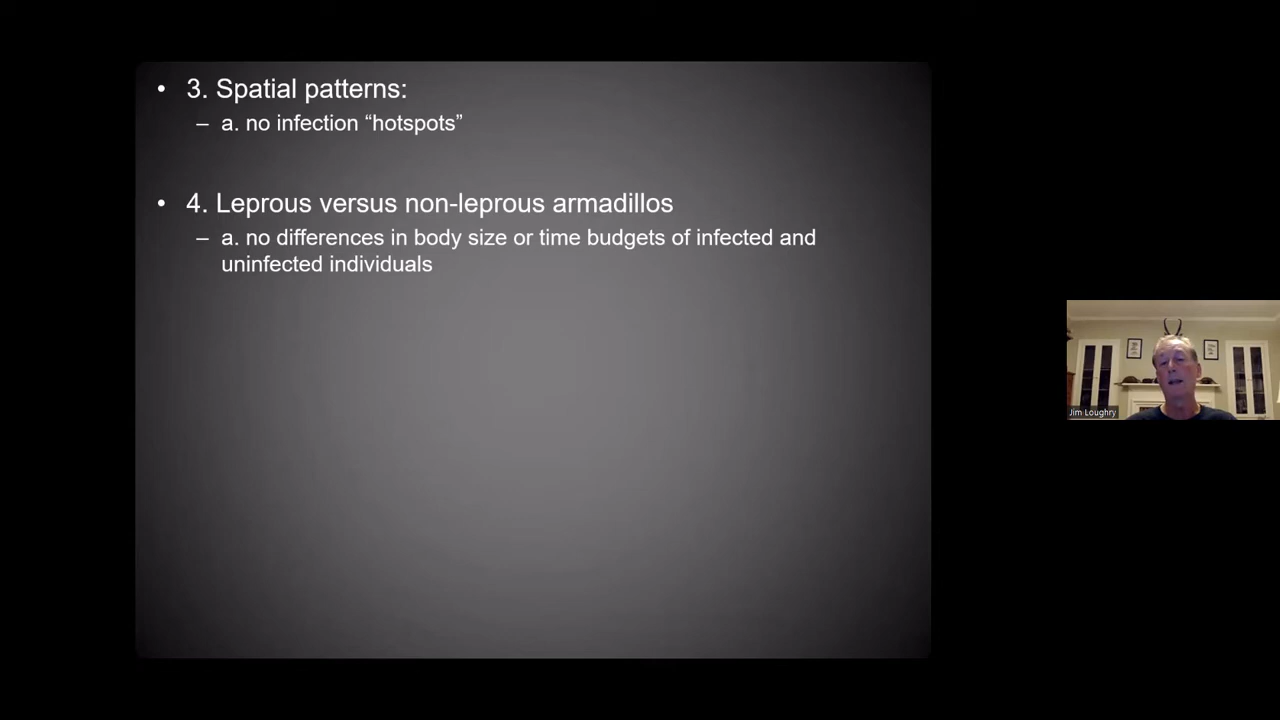 • 3. Spatial patterns:
– a. no infection “hotspots”
• 4. Leprous versus non-leprous armadillos
– a. no differences in body size or time budgets of infected and
uninfected individuals
Jim Loughry